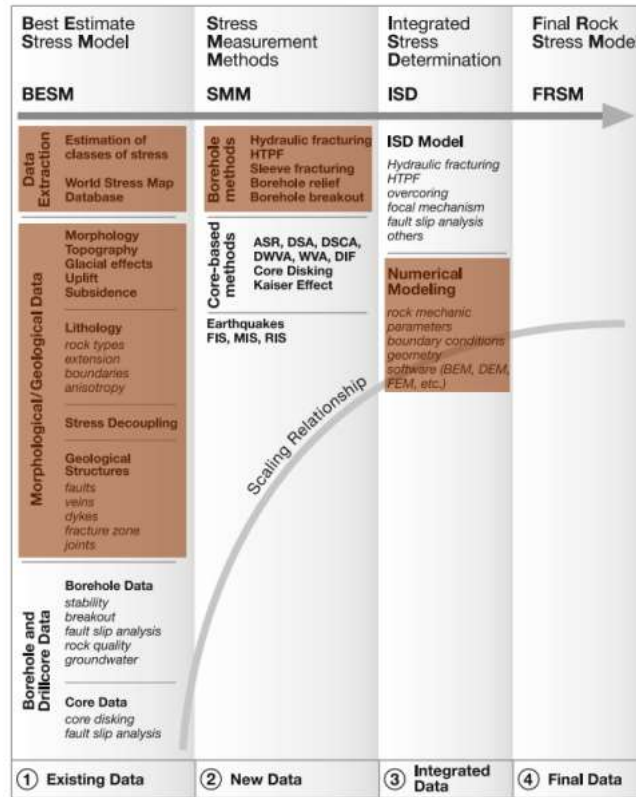 Best Estimate
Stress Model
BESM
Stress
Measurement
Methods
SMM
Integrated
Stress
Determination
ISD
Final Rock
Stress Model
FRSM
Data
Extraction
Estimation of
classes of stress
World Stress Map
Database
Morphological/Geological Data
Morphology
Topography
Glacial effects
Uplift
Subsidence
Lithology
rock types
extension
boundaries
anisotropy
Stress Decoupling
Geological
Structures
faults
veins
dykes
fracture zone
joints
Borehole and
Drillcore Data
Borehole Data
stability
breakout
fault slip analysis
rock quality
groundwater
Core Data
core disking
fault slip analysis
Borehole
methods
Hydraulic fracturing
HTPF
Sleeve fracturing
Borehole relief
Borehole breakout
Core-based
methods
ASR, DSA, DSCA,
DWVA, WVA, DIF
Core Disking
Kaiser Effect
Earthquakes
FIS, MIS, RIS
ISD Model
Hydraulic fracturing
HTPF
overcoring
focal mechanism
fault slip analysis
others
Numerical
Modeling
rock mechanic
parameters
boundary conditions
geometry
software (BEM, DEM,
FEM, etc.)
Scaling Relationship
1 Existing Data
2 New Data
3 Integrated
Data
4 Final Data